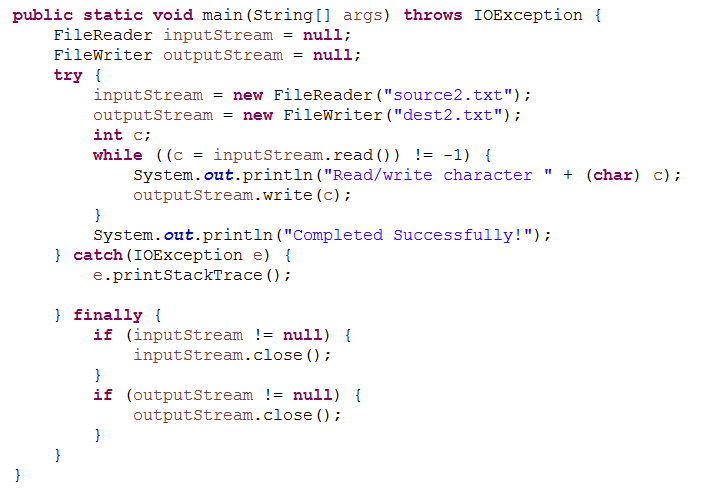 public static void main(String[] args) throws IOException {
    FileReader inputStream = null;
    FileWriter outputStream = null;
    try {
        inputStream = new FileReader("source2.txt");
        outputStream = new FileWriter("dest2.txt");
        int c;
        while ((c = inputStream.read()) != -1) {
            System.out.println("Read/write character " + (char) c);
            outputStream.write(c);
        }
        System.out.println("Completed Successfully!");
    } catch(IOException e) {
        e.printStackTrace();

    } finally {
        if (inputStream != null) {
            inputStream.close();
        }
        if (outputStream != null) {
            outputStream.close();
        }
    }
}